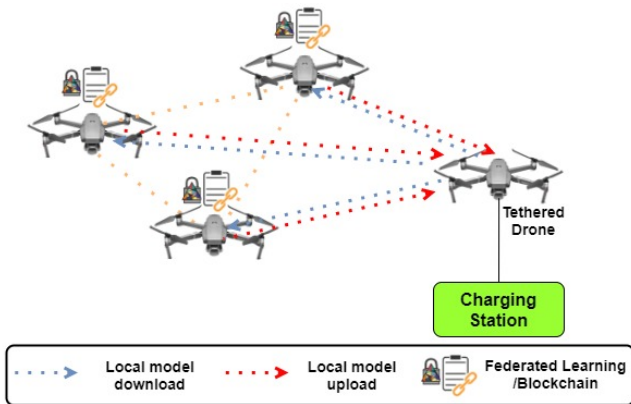 Tethered
Drone
Charging
Station
Local model
download
Local model
upload
Federated Learning
/Blockchain